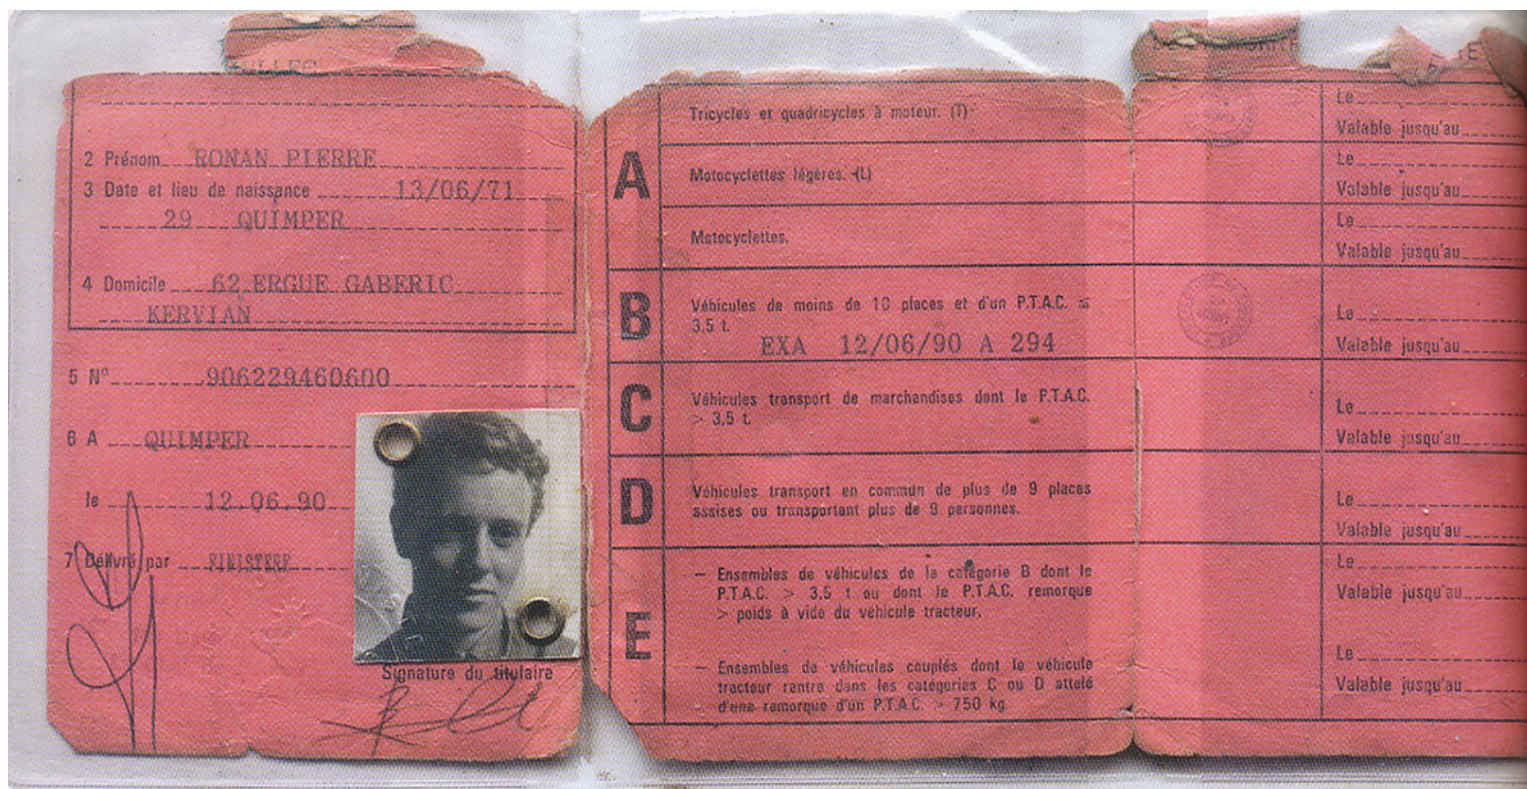 2 Prénom RONAN PIERRE
3 Date et lieu de naissance 13/06/71
29 QUIMPER
4 Domicile 62 ERGUE GABERIC
KERVIAN
5 N° 906229460600
6 A QUIMPER
le 12.06.90
7 Délivré par FINISTERE
Signature du titulaire
A
Tricycles et quadricycles à moteur. (T)
Motocyclettes légères. (L)
Motocyclettes.
B
Véhicules de moins de 10 places et d'un P.T.A.C. ≤
3,5 t.
EXA 12/06/90 A 294
C
Véhicules transport de marchandises dont le P.T.A.C.
> 3,5 t.
D
Véhicules transport en commun de plus de 9 places
assises ou transportant plus de 9 personnes.
E
— Ensembles de véhicules de la catégorie B dont le
P.T.A.C. > 3,5 t ou dont le P.T.A.C. remorque
> poids à vide du véhicule tracteur.
— Ensembles de véhicules couplés dont le véhicule
tracteur rentre dans les catégories C ou D attelé
d'une remorque d'un P.T.A.C. > 750 kg.
Le
Valable jusqu'au
Le
Valable jusqu'au
Le
Valable jusqu'au
Le
Valable jusqu'au
Le
Valable jusqu'au
Le
Valable jusqu'au
Le
Valable jusqu'au
Le
Valable jusqu'au